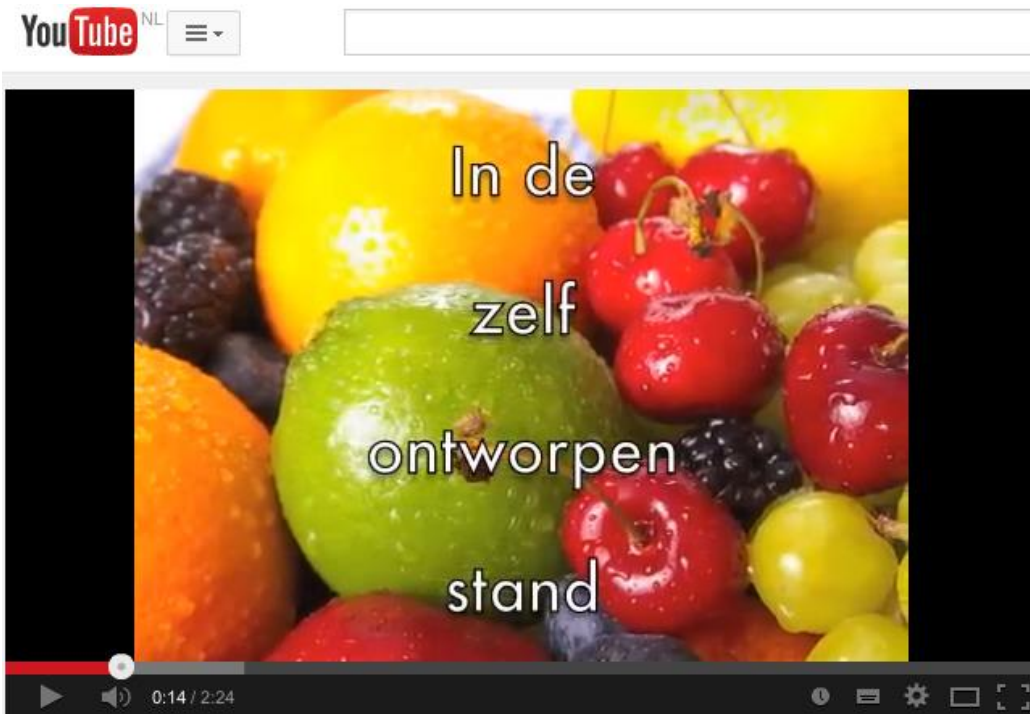 YouTube NL
In de
zelf
ontworpen
stand
0:14 / 2:24